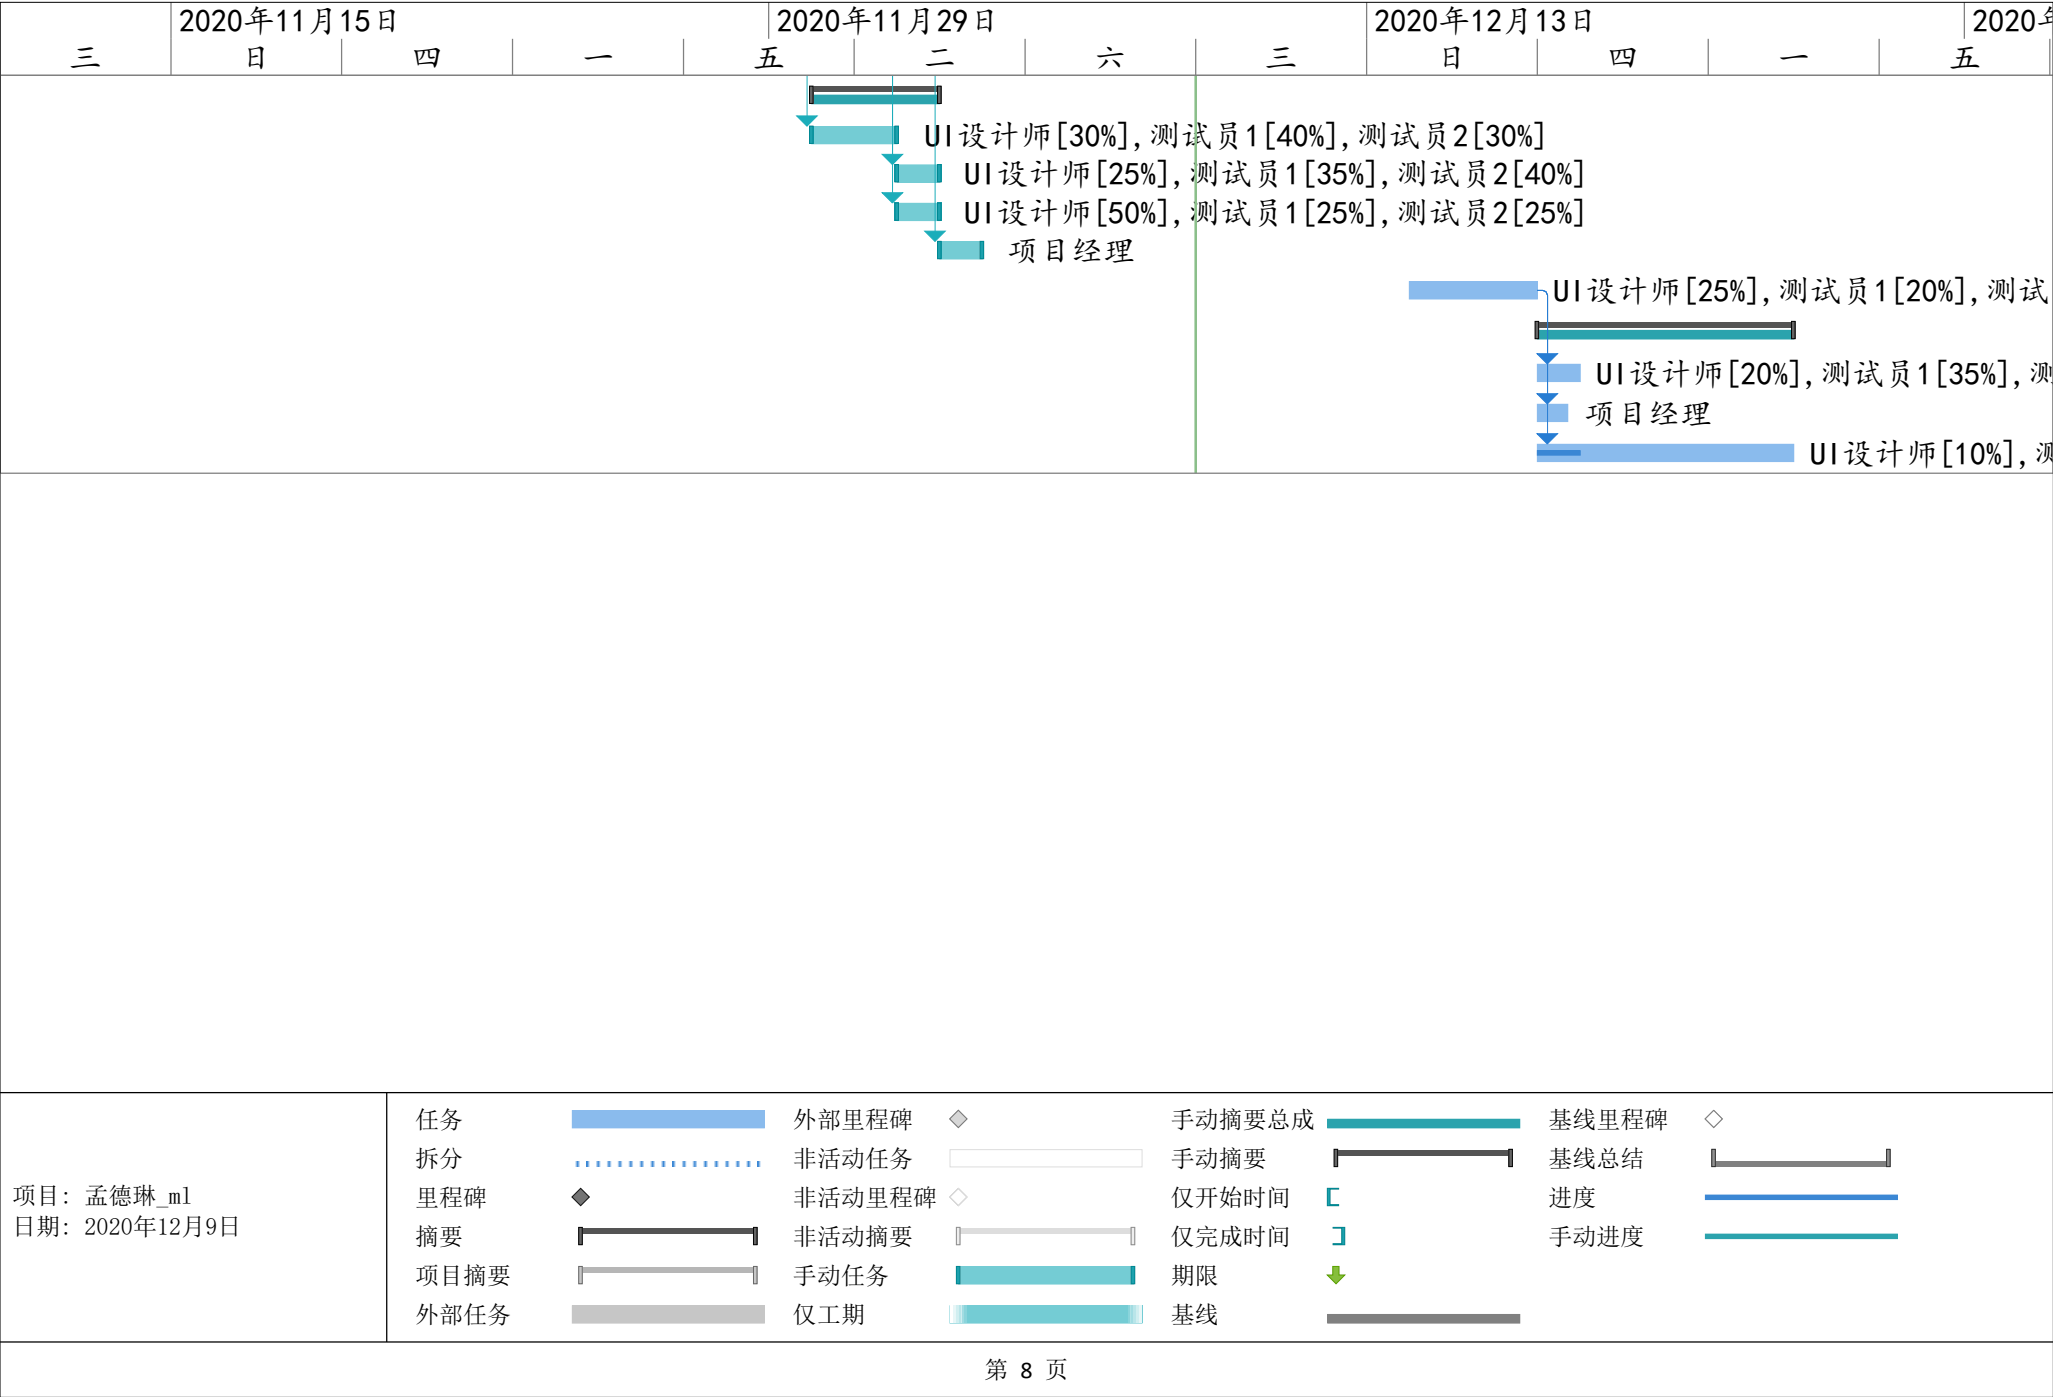 2020年11月15日 2020年11月29日 2020年12月13日 2020
三 日 四 一 五 二 六 三 日 四 一 五
UI设计师[30%],测试员1[40%],测试员2[30%]
UI设计师[25%],测试员1[35%],测试员2[40%]
UI设计师[50%],测试员1[25%],测试员2[25%]
项目经理
UI设计师[25%],测试员1[20%],测试
UI设计师[20%],测试员1[35%],测
项目经理
UI设计师[10%],测
任务 外部里程碑 手动摘要总成 基线里程碑
拆分 非活动任务 手动摘要 基线总结
里程碑 非活动里程碑 仅开始时间 进度
摘要 非活动摘要 仅完成时间 手动进度
项目摘要 手动任务 期限
外部任务 仅工期 基线
项目: 孟德琳_ml
日期: 2020年12月9日
第 8 页